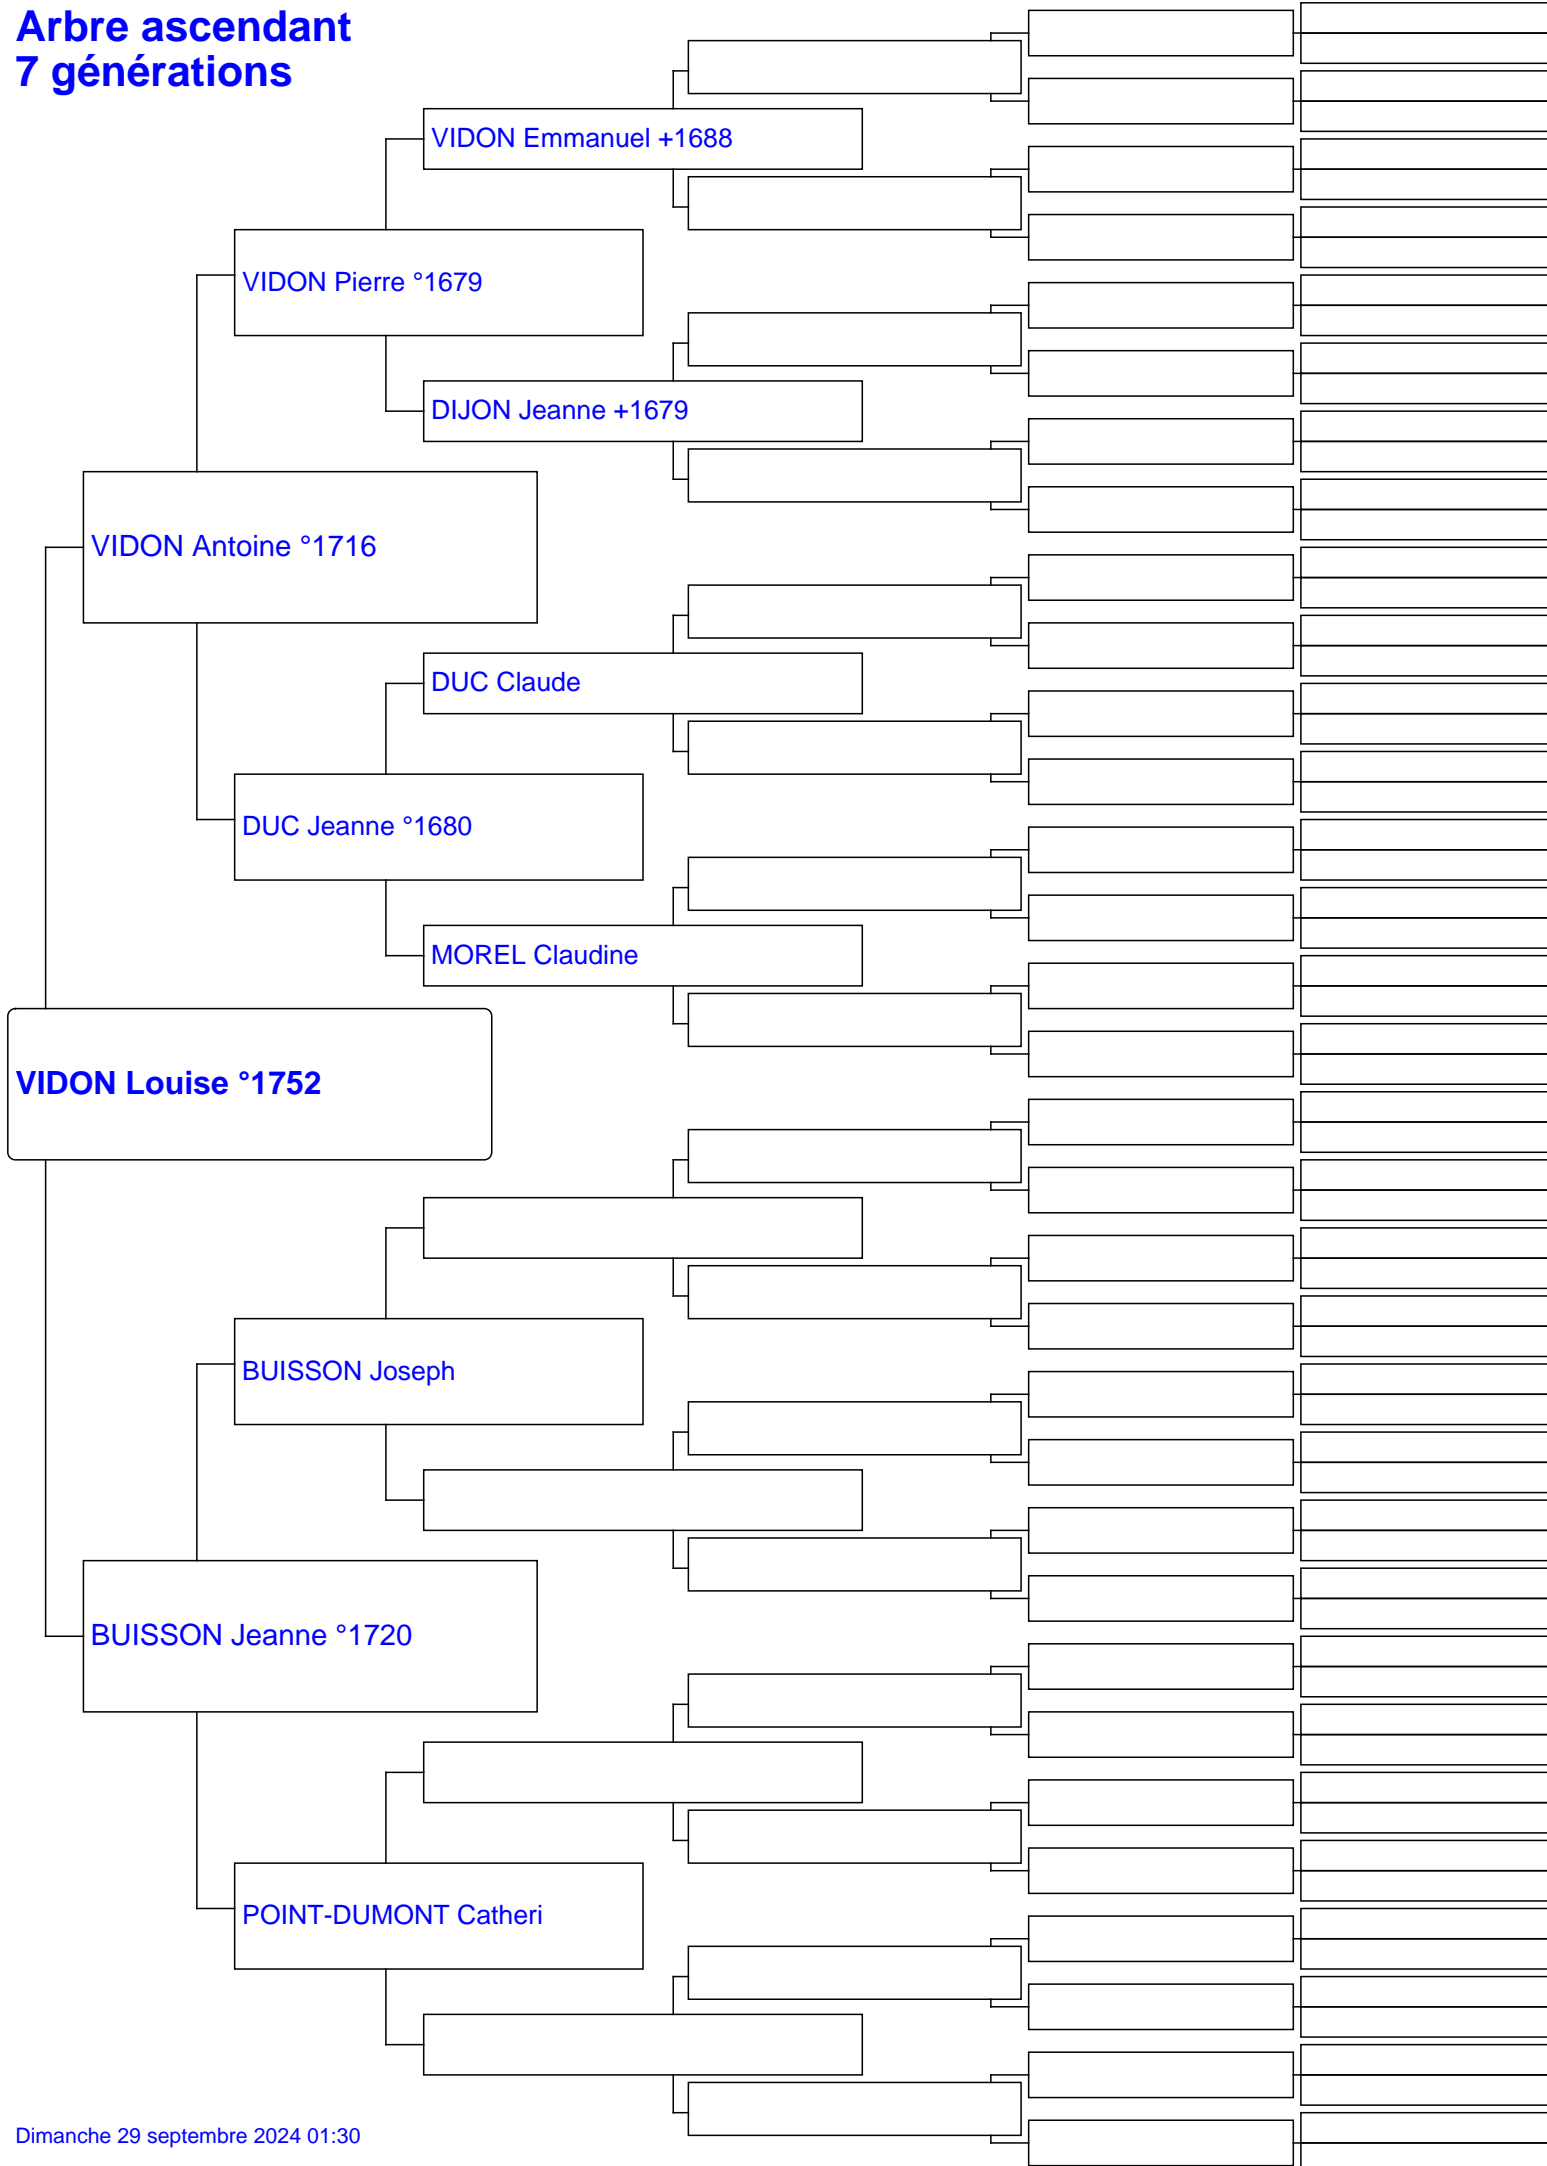 Arbre ascendant
7 générations
VIDON Emmanuel +1688
VIDON Pierre °1679
DIJON Jeanne +1679
VIDON Antoine °1716
DUC Claude
DUC Jeanne °1680
MOREL Claudine
VIDON Louise °1752
BUISSON Joseph
BUISSON Jeanne °1720
POINT-DUMONT Catheri
Dimanche 29 septembre 2024 01:30